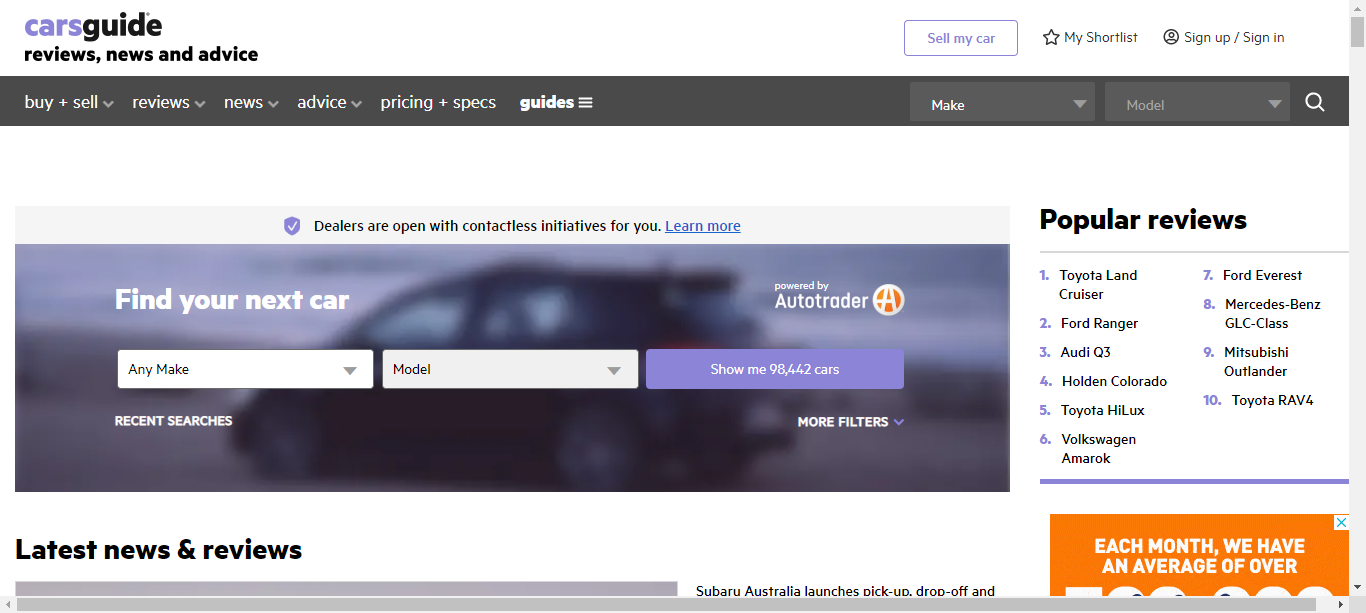 carsguide
reviews, news and advice
Sell my car
My Shortlist
Sign up / Sign in
buy + sell
reviews
news
advice
pricing + specs
guides
Make
Model
Dealers are open with contactless initiatives for you. Learn more
Find your next car
powered by
Autotrader
Any Make
Model
Show me 98,442 cars
RECENT SEARCHES
MORE FILTERS
Popular reviews
1. Toyota Land
Cruiser
2. Ford Ranger
3. Audi Q3
4. Holden Colorado
5. Toyota HiLux
6. Volkswagen
Amarok
7. Ford Everest
8. Mercedes-Benz
GLC-Class
9. Mitsubishi
Outlander
10. Toyota RAV4
Latest news & reviews
Subaru Australia launches pick-up, drop-off and
EACH MONTH, WE HAVE
AN AVERAGE OF OVER